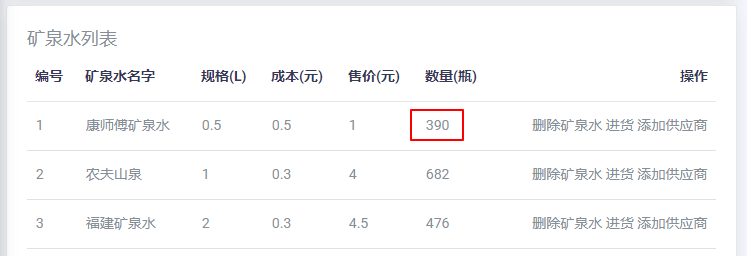 矿泉水列表
编号 矿泉水名字 规格(L) 成本(元) 售价(元) 数量(瓶) 操作
1 康师傅矿泉水 0.5 0.5 1 390 删除矿泉水 进货 添加供应商
2 农夫山泉 1 0.3 4 682 删除矿泉水 进货 添加供应商
3 福建矿泉水 2 0.3 4.5 476 删除矿泉水 进货 添加供应商